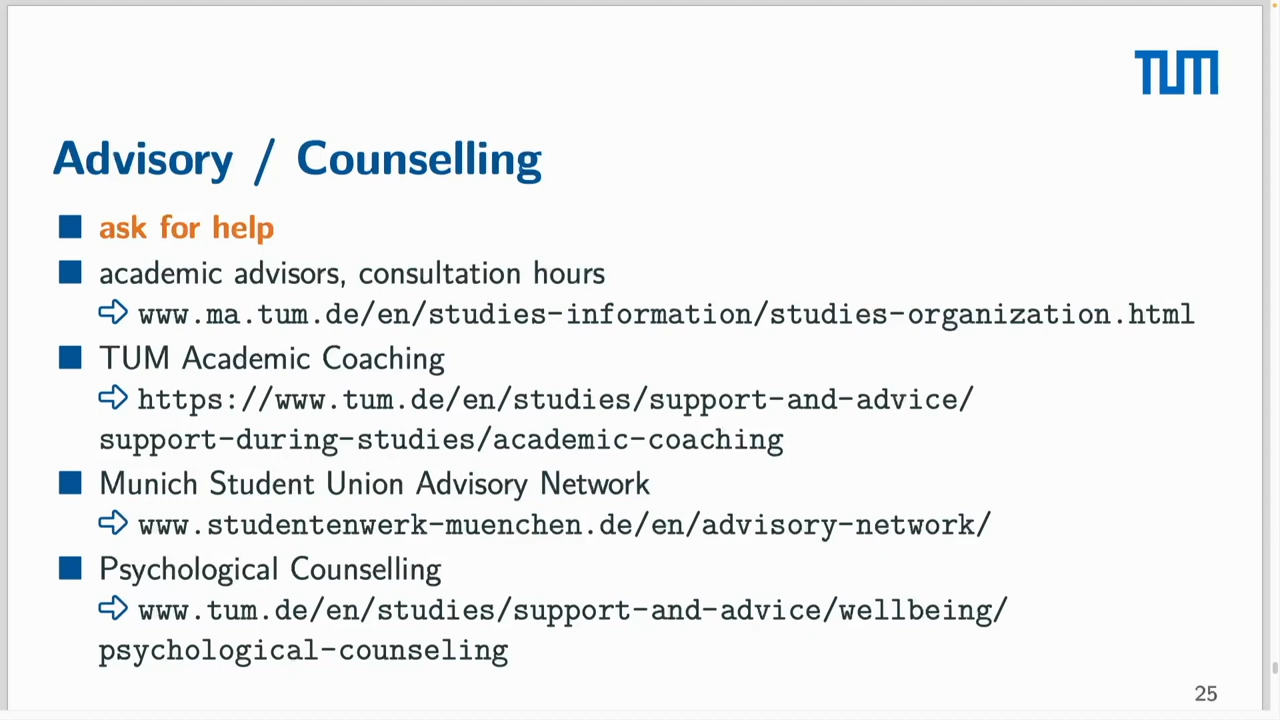 TUM
Advisory / Counselling
ask for help
academic advisors, consultation hours
www.ma.tum.de/en/studies-information/studies-organization.html
TUM Academic Coaching
https://www.tum.de/en/studies/support-and-advice/
support-during-studies/academic-coaching
Munich Student Union Advisory Network
www.studentenwerk-muenchen.de/en/advisory-network/
Psychological Counselling
www.tum.de/en/studies/support-and-advice/wellbeing/
psychological-counseling
25